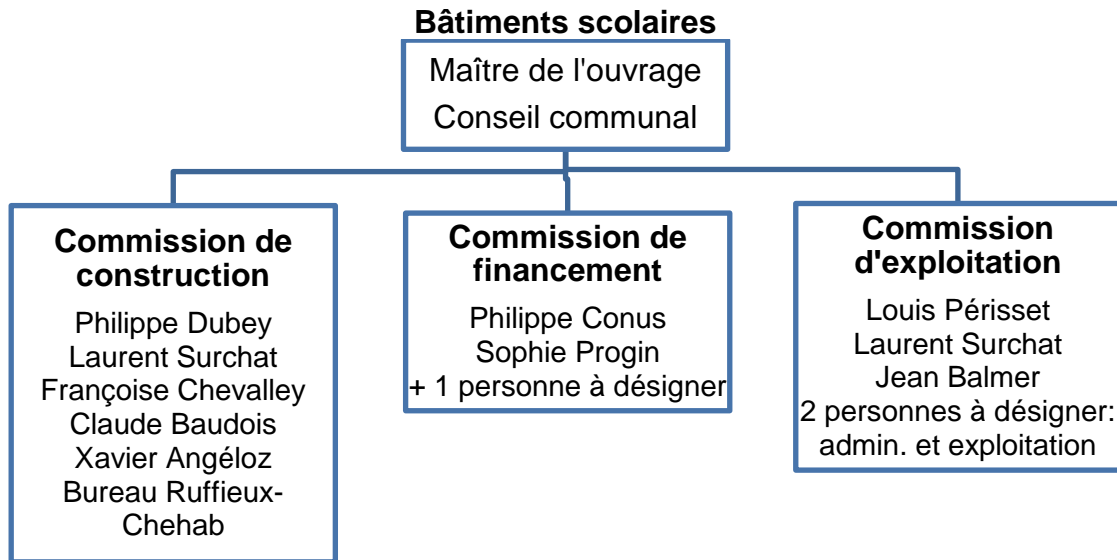 Bâtiments scolaires
Maître de l'ouvrage
Conseil communal
Commission de
construction
Philippe Dubey
Laurent Surchat
Françoise Chevalley
Claude Baudois
Xavier Angéloz
Bureau Ruffieux-
Chehab
Commission de
financement
Philippe Conus
Sophie Progin
+ 1 personne à désigner
Commission
d'exploitation
Louis Périsset
Laurent Surchat
Jean Balmer
2 personnes à désigner:
admin. et exploitation